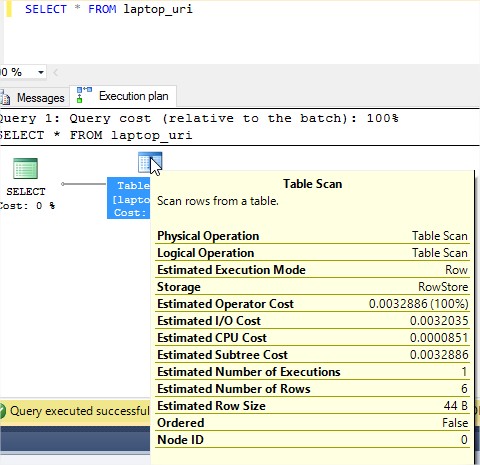 SELECT * FROM laptop_uri
00 %
Messages
Execution plan
Query 1: Query cost (relative to the batch): 100%
SELECT * FROM laptop_uri
SELECT
Cost: 0 %
Table
[lapto
Cost:
Table Scan
Scan rows from a table.
Physical Operation Table Scan
Logical Operation Table Scan
Estimated Execution Mode Row
Storage RowStore
Estimated Operator Cost 0.0032886 (100%)
Estimated I/O Cost 0.0032035
Estimated CPU Cost 0.0000851
Estimated Subtree Cost 0.0032886
Estimated Number of Executions 1
Estimated Number of Rows 6
Estimated Row Size 44 B
Ordered False
Node ID 0
Query executed successful